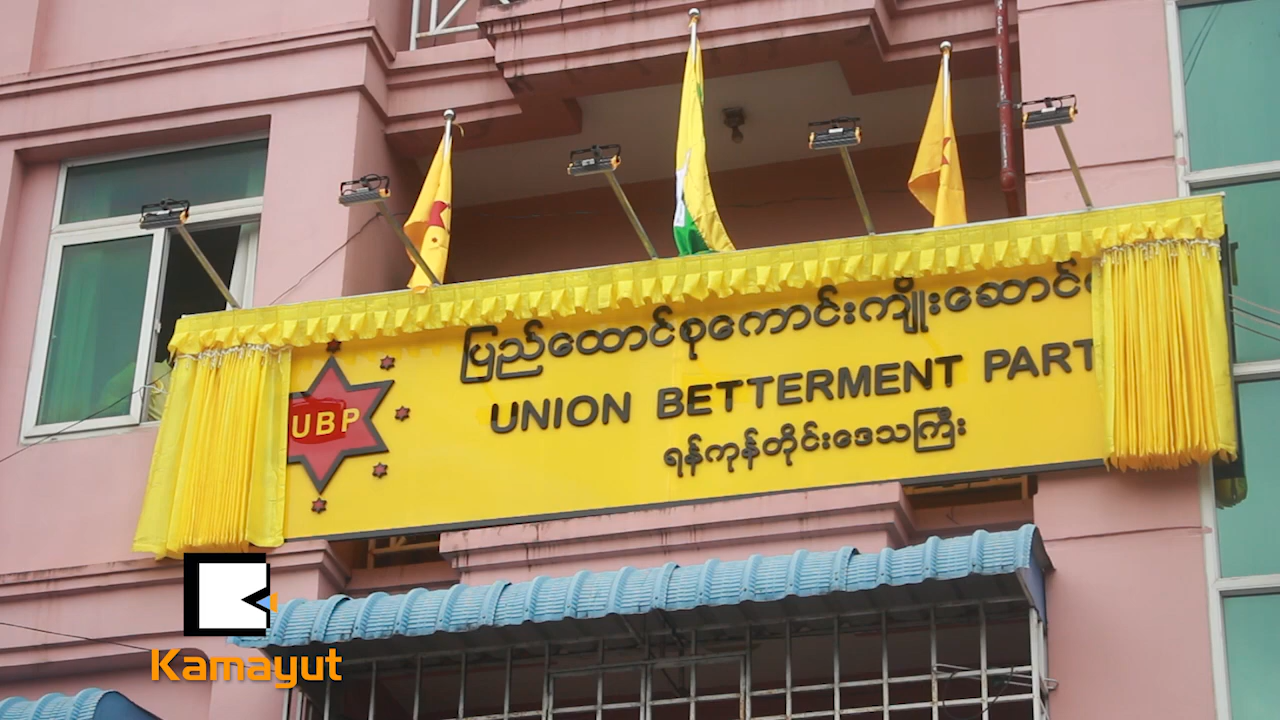 ပြည်ထောင်စုကောင်းကျိုးဆောင်
UNION BETTERMENT PART
ရန်ကုန်တိုင်းဒေသကြီး
UBP
Kamayut